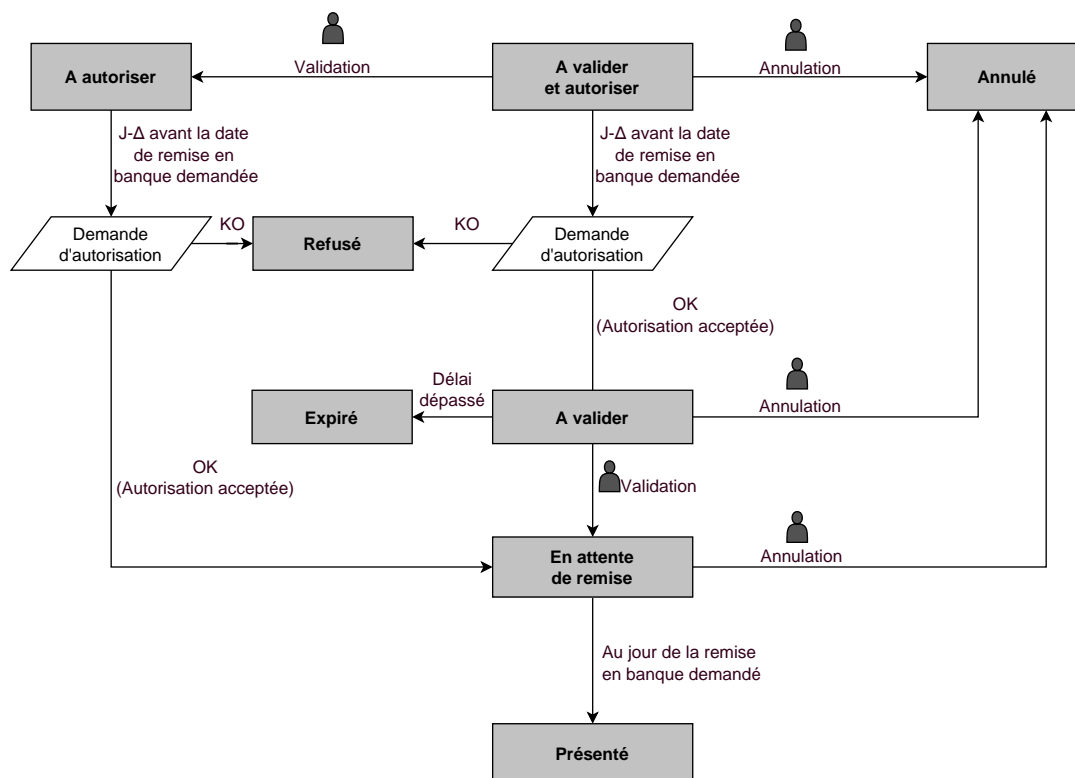 A autoriser
Validation
A valider
et autoriser
Annulation
Annulé
J-Δ avant la date
de remise en
banque demandée
J-Δ avant la date
de remise en
banque demandée
Demande
d'autorisation
KO
Refusé
KO
Demande
d'autorisation
OK
(Autorisation acceptée)
Expiré
Délai
dépassé
A valider
Annulation
OK
(Autorisation acceptée)
Validation
En attente
de remise
Annulation
Au jour de la remise
en banque demandé
Présenté